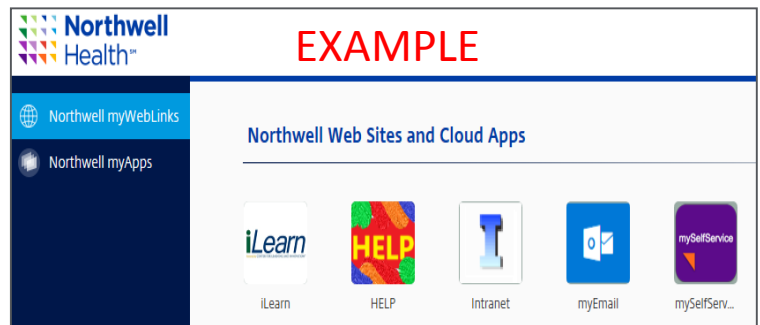 Northwell
Health℠
EXAMPLE
Northwell myWebLinks
Northwell myApps
Northwell Web Sites and Cloud Apps
iLearn
HELP
I
o
mySelfService
iLearn
HELP
Intranet
myEmail
mySelfServ...